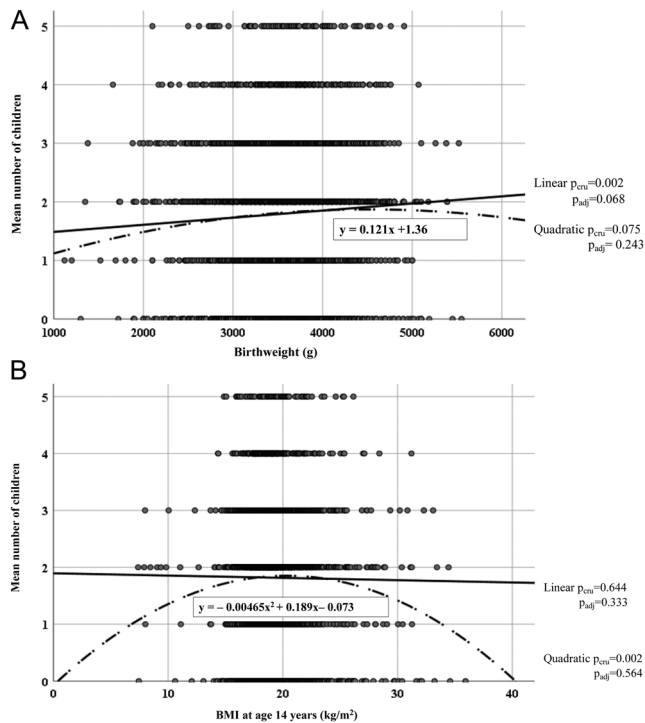 A
Mean number of children
5
4
3
2
1
0
y = 0.121x +1.36
Linear pcru=0.002
padj=0.068
Quadratic pcru=0.075
padj= 0.243
1000 2000 3000 4000 5000 6000
Birthweight (g)
B
Mean number of children
5
4
3
2
1
0
y = − 0.00465x² + 0.189x– 0.073
Linear pcru=0.644
padj=0.333
Quadratic pcru=0.002
padj=0.564
0 10 20 30 40
BMI at age 14 years (kg/m²)